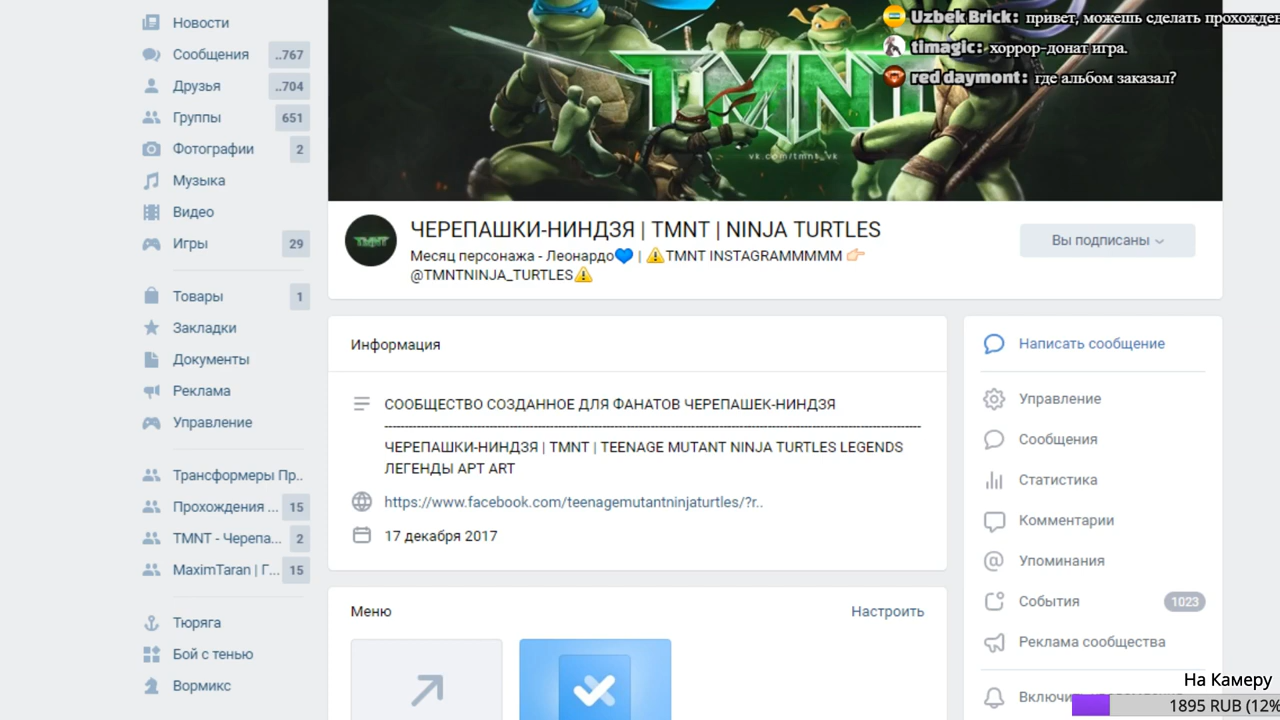 Новости
Сообщения ..767
Друзья ..704
Группы 651
Фотографии 2
Музыка
Видео
Игры 29
Товары 1
Закладки
Документы
Реклама
Управление
Трансформеры Пр..
Прохождения ... 15
TMNT - Черепа... 2
MaximTaran | Г... 15
Тюряга
Бой с тенью
Вормикс
TMNT
vk.com/tmnt_vk
Uzbek Brick: привет, можешь сделать прохожден
timagic: хоррор-донат игра.
red daymont: где альбом заказал?
TMNT
ЧЕРЕПАШКИ-НИНДЗЯ | TMNT | NINJA TURTLES
Месяц персонажа - Леонардо💙 | ⚠️TMNT INSTAGRAMMMMM 👉🏻
@TMNTNINJA_TURTLES⚠️
Вы подписаны
Информация
СООБЩЕСТВО СОЗДАННОЕ ДЛЯ ФАНАТОВ ЧЕРЕПАШЕК-НИНДЗЯ
ЧЕРЕПАШКИ-НИНДЗЯ | TMNT | TEENAGE MUTANT NINJA TURTLES LEGENDS
ЛЕГЕНДЫ АРТ ART
https://www.facebook.com/teenagemutantninjaturtles/?r..
17 декабря 2017
Меню Настроить
Написать сообщение
Управление
Сообщения
Статистика
Комментарии
Упоминания
События 1023
Реклама сообщества
На Камеру
1895 RUB (12%